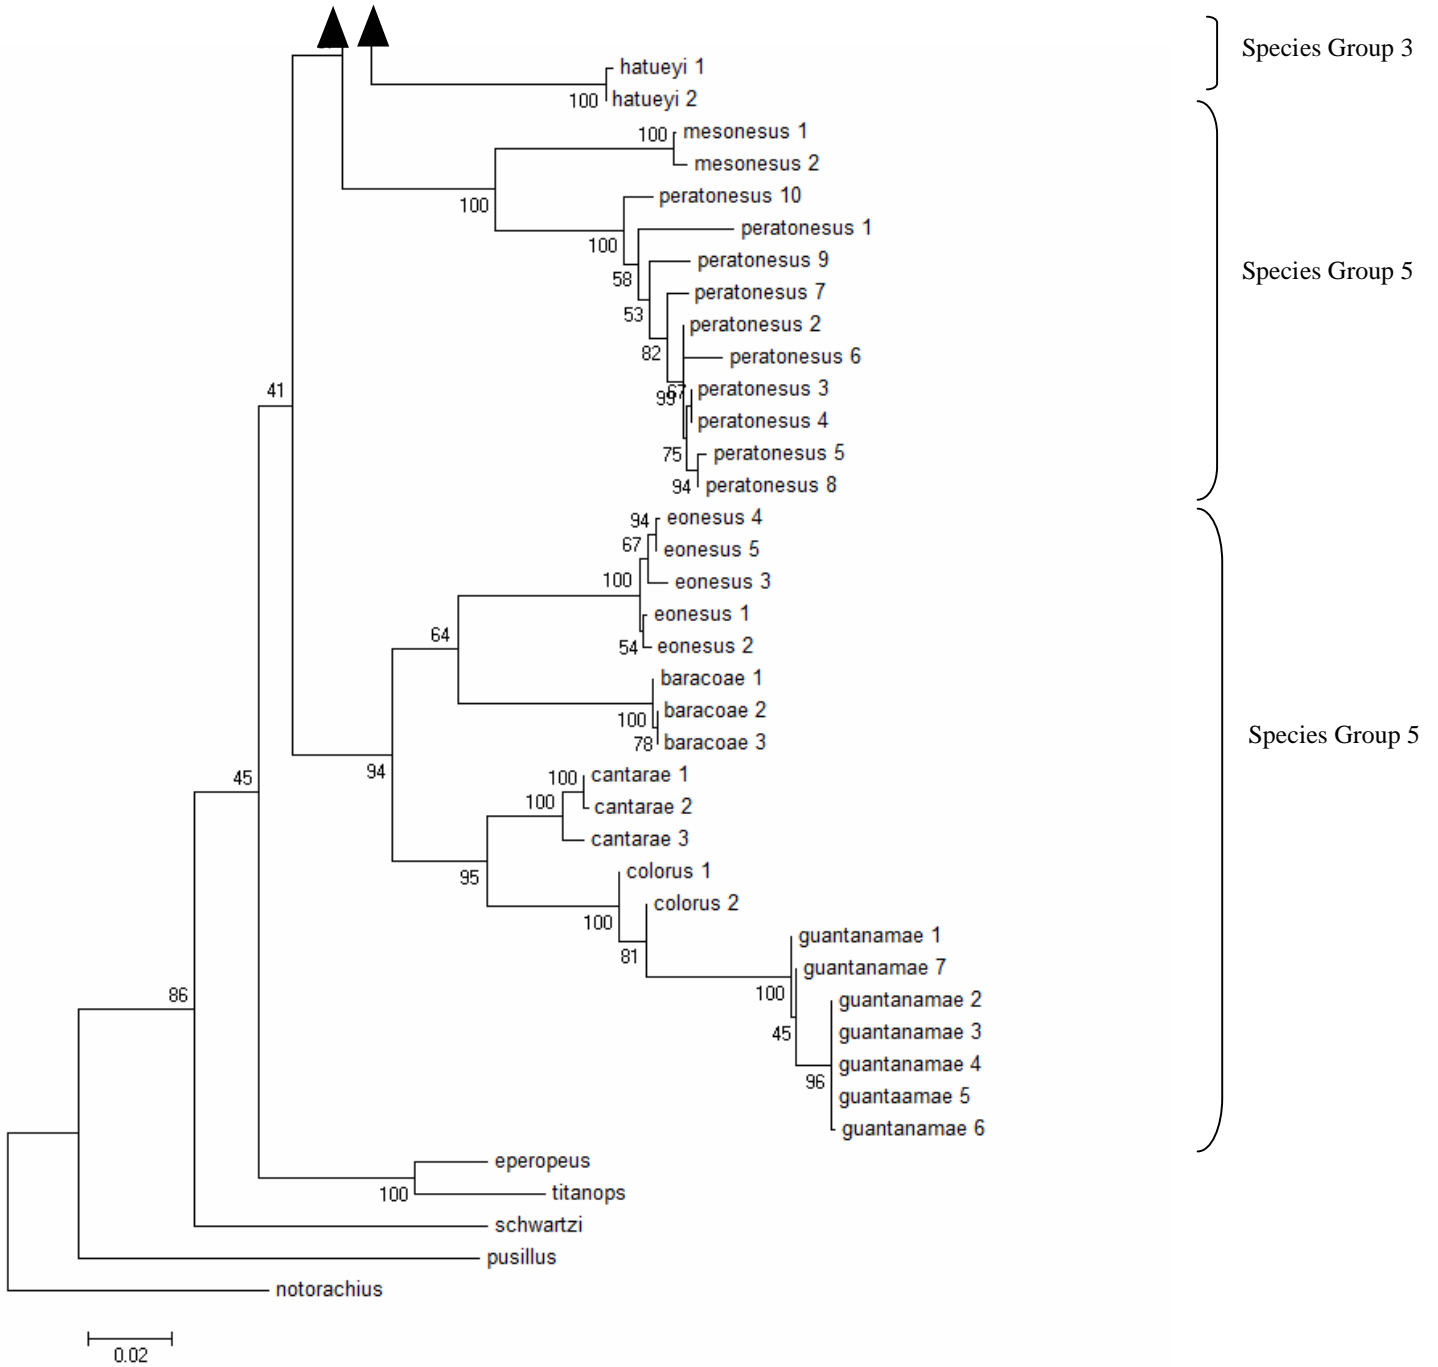 Species Group 3
hatueyi 1
100 hatueyi 2
100 mesonesus 1
mesonesus 2
100
peratonesus 10
peratonesus 1
100
peratonesus 9
58
peratonesus 7
53
peratonesus 2
82
peratonesus 6
67 peratonesus 3
99
peratonesus 4
75 peratonesus 5
94 peratonesus 8
Species Group 5
41
94 eonesus 4
67 eonesus 5
100 eonesus 3
eonesus 1
64
54 eonesus 2
baracoae 1
100 baracoae 2
78 baracoae 3
94
45
100 cantarae 1
100 cantarae 2
cantarae 3
95
colorus 1
colorus 2
100
81
guantanamae 1
guantanamae 7
100
guantanamae 2
45 guantanamae 3
guantanamae 4
96
guantaamae 5
guantanamae 6
Species Group 5
86
eperopeus
100 titanops
schwartzi
pusillus
notorachius
0.02